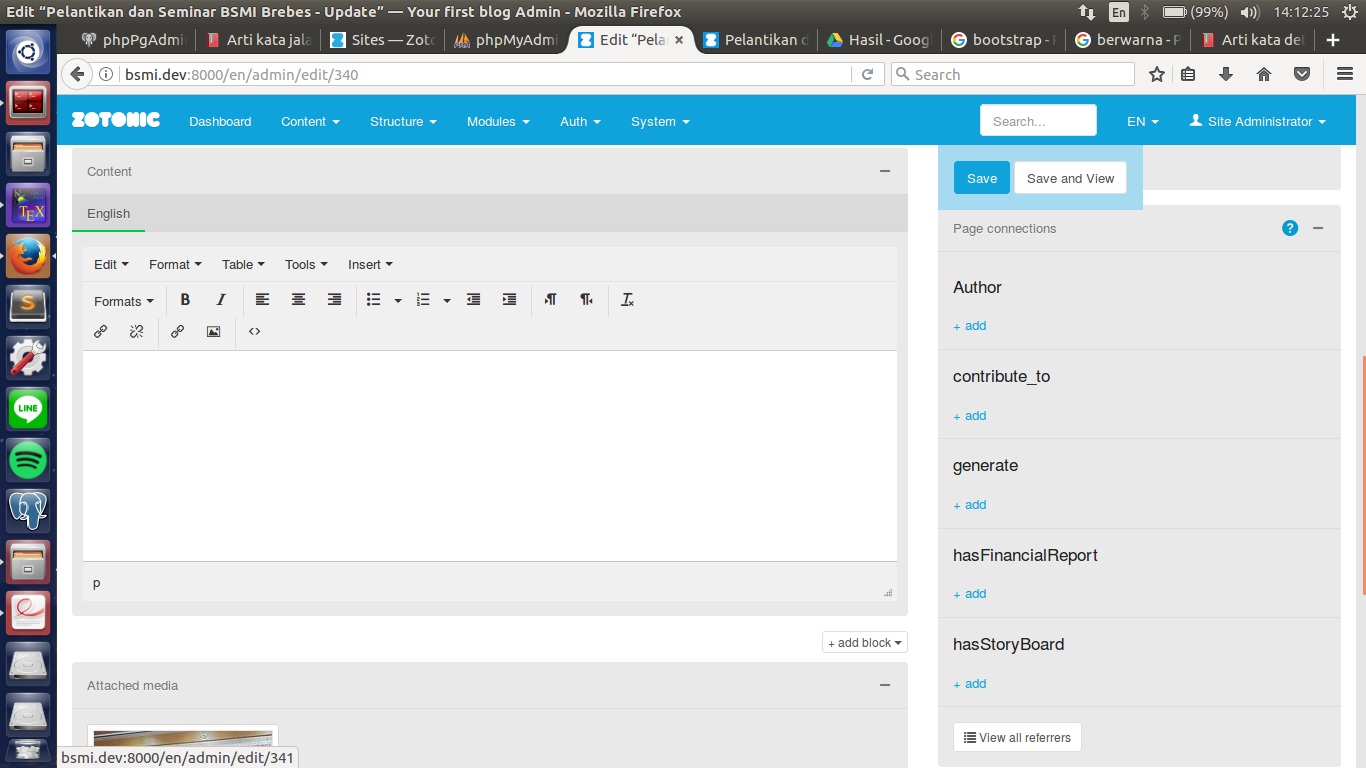 Edit “Pelantikan dan Seminar BSMI Brebes - Update” — Your first blog Admin - Mozilla Firefox
En (99%) 14:12:25
phpPgAdmi Arti kata jala Sites — Zoto phpMyAdmi Edit “Pela Pelantikan d Hasil - Googl bootstrap - berwarna - P Arti kata det
bsmi.dev:8000/en/admin/edit/340 Search
ZOTONIC Dashboard Content Structure Modules Auth System Search... EN Site Administrator
Content
English
Edit Format Table Tools Insert
Formats B I
p
+ add block
Attached media
Save Save and View
Page connections ?
Author
+ add
contribute_to
+ add
generate
+ add
hasFinancialReport
+ add
hasStoryBoard
+ add
View all referrers
bsmi.dev:8000/en/admin/edit/341
TEX
S
LINE